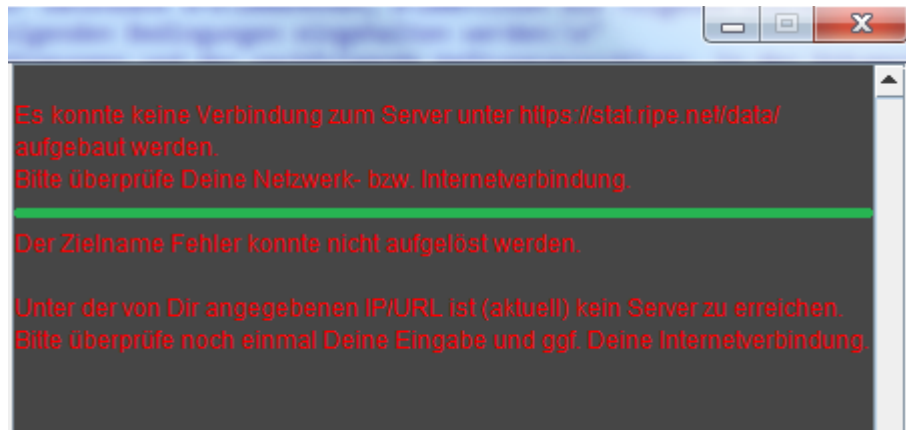 Es konnte keine Verbindung zum Server unter https://stat.ripe.net/data/
aufgebaut werden.
Bitte überprüfe Deine Netzwerk- bzw. Internetverbindung.
Der Zielname Fehler konnte nicht aufgelöst werden.
Unter der von Dir angegebenen IP/URL ist (aktuell) kein Server zu erreichen.
Bitte überprüfe noch einmal Deine Eingabe und ggf. Deine Internetverbindung.